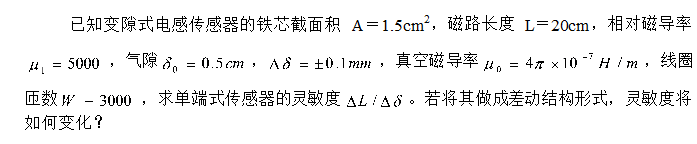 已知变隙式电感传感器的铁芯截面积 A＝1.5cm²，磁路长度 L＝20cm，相对磁导率
μ₁ = 5000 ，气隙 δ₀ = 0.5cm ，Δδ = ±0.1mm ，真空磁导率 μ₀ = 4π ×10⁻⁷ H / m ，线圈
匝数 W − 3000 ，求单端式传感器的灵敏度 ΔL / Δδ 。若将其做成差动结构形式，灵敏度将
如何变化？